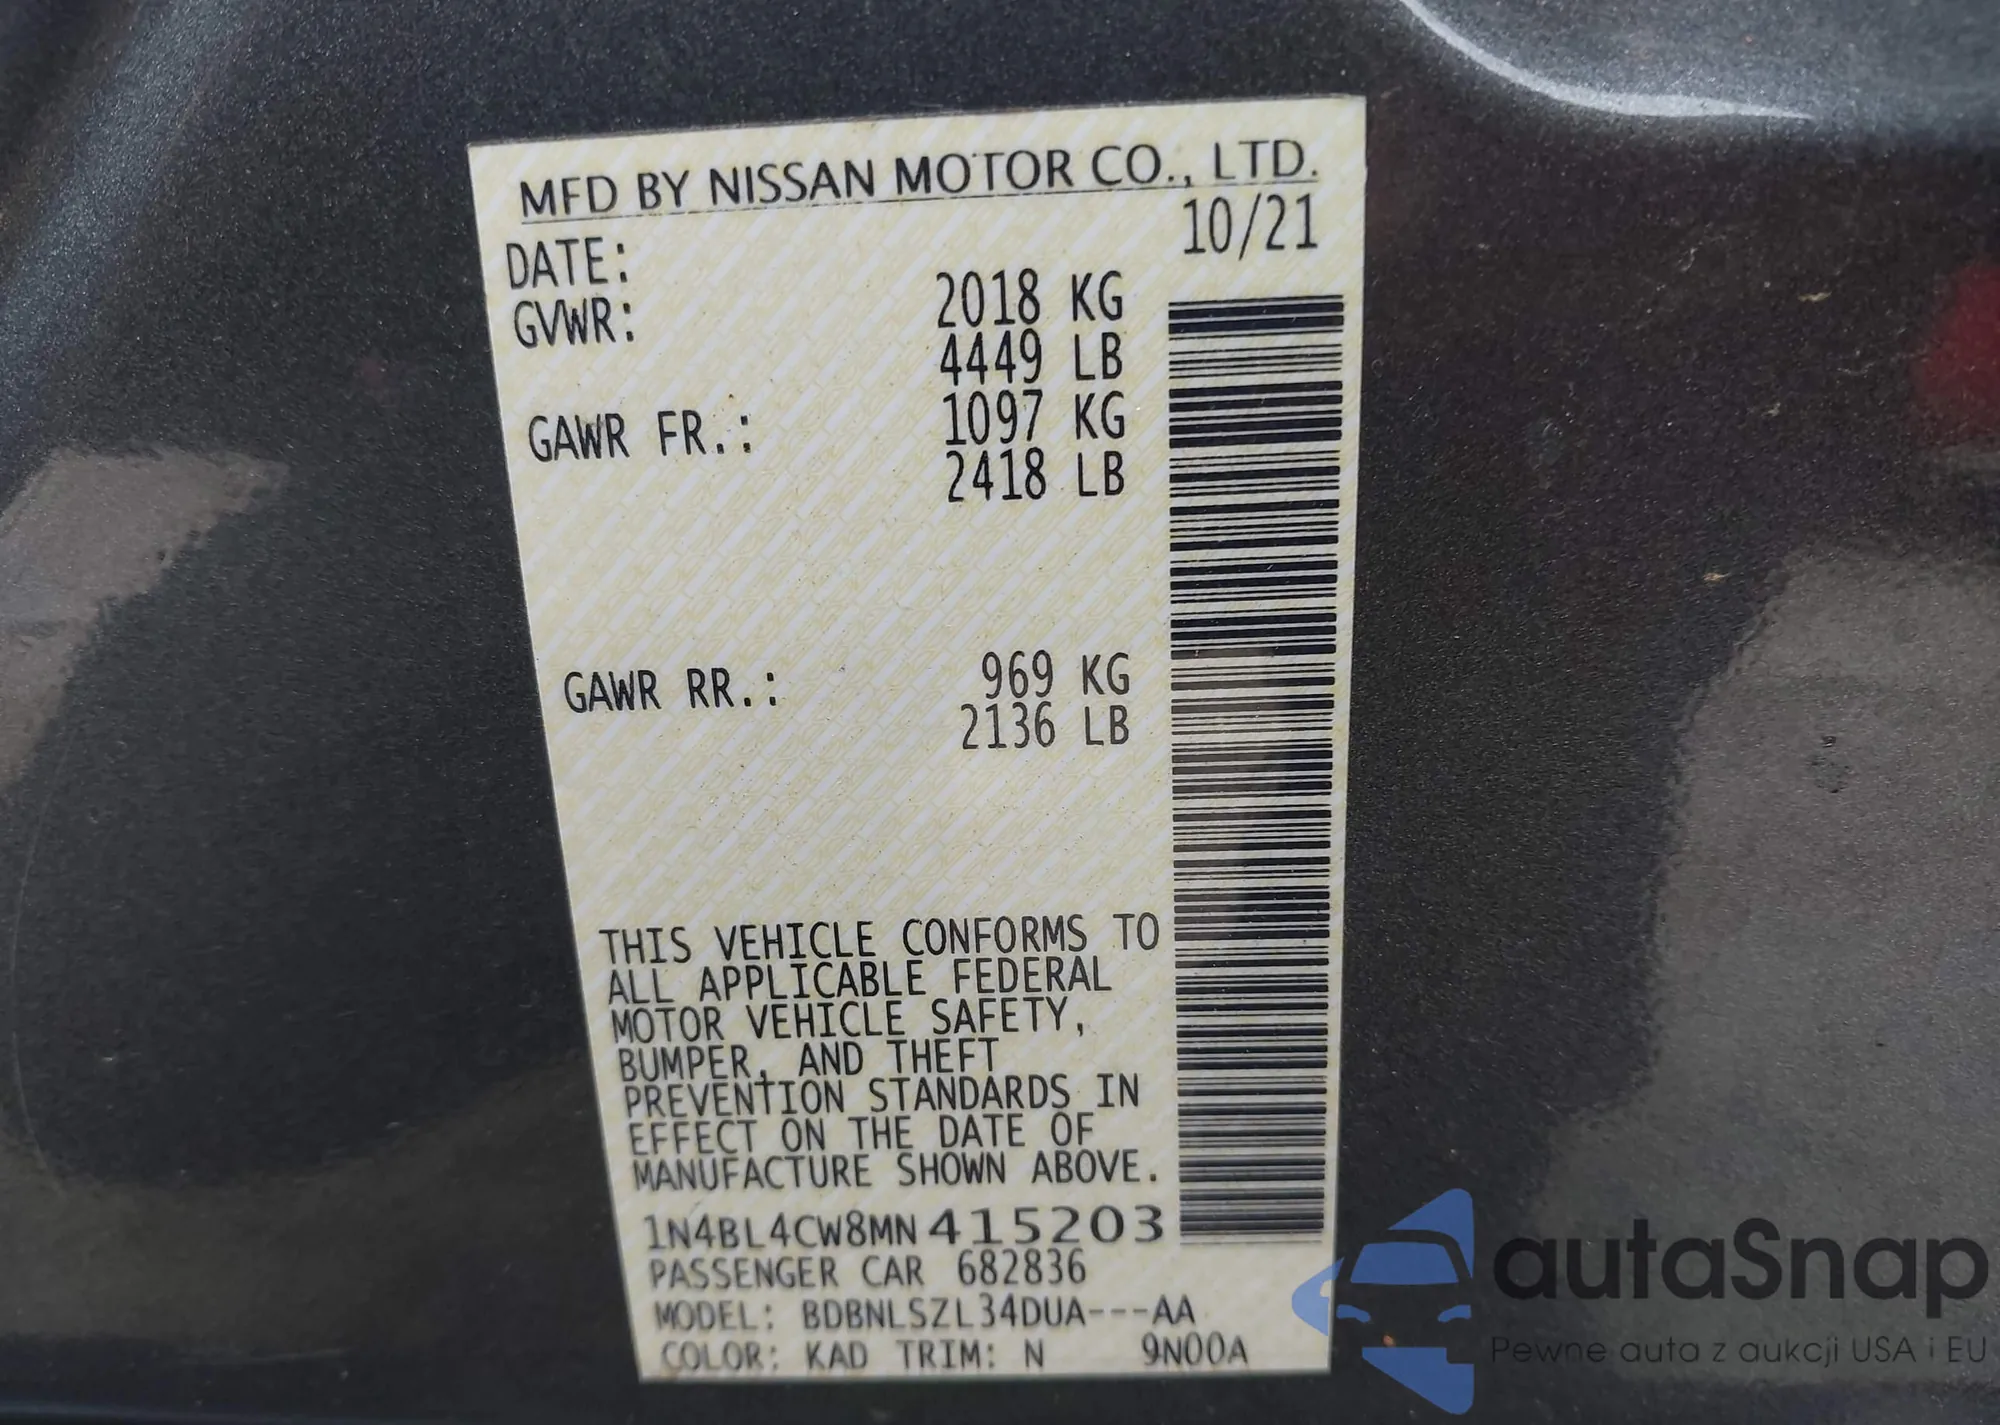 MFD BY NISSAN MOTOR CO., LTD.
DATE: 10/21
GVWR: 2018 KG
4449 LB
GAWR FR.: 1097 KG
2418 LB
GAWR RR.: 969 KG
2136 LB
THIS VEHICLE CONFORMS TO
ALL APPLICABLE FEDERAL
MOTOR VEHICLE SAFETY,
BUMPER, AND THEFT
PREVENTION STANDARDS IN
EFFECT ON THE DATE OF
MANUFACTURE SHOWN ABOVE.
1N4BL4CW8MN415203
PASSENGER CAR 682836
MODEL: BDBNLSZL34DUA---AA
COLOR: KAD TRIM: N 9N00A
autaSnap
Pewne auta z aukcji USA i EU